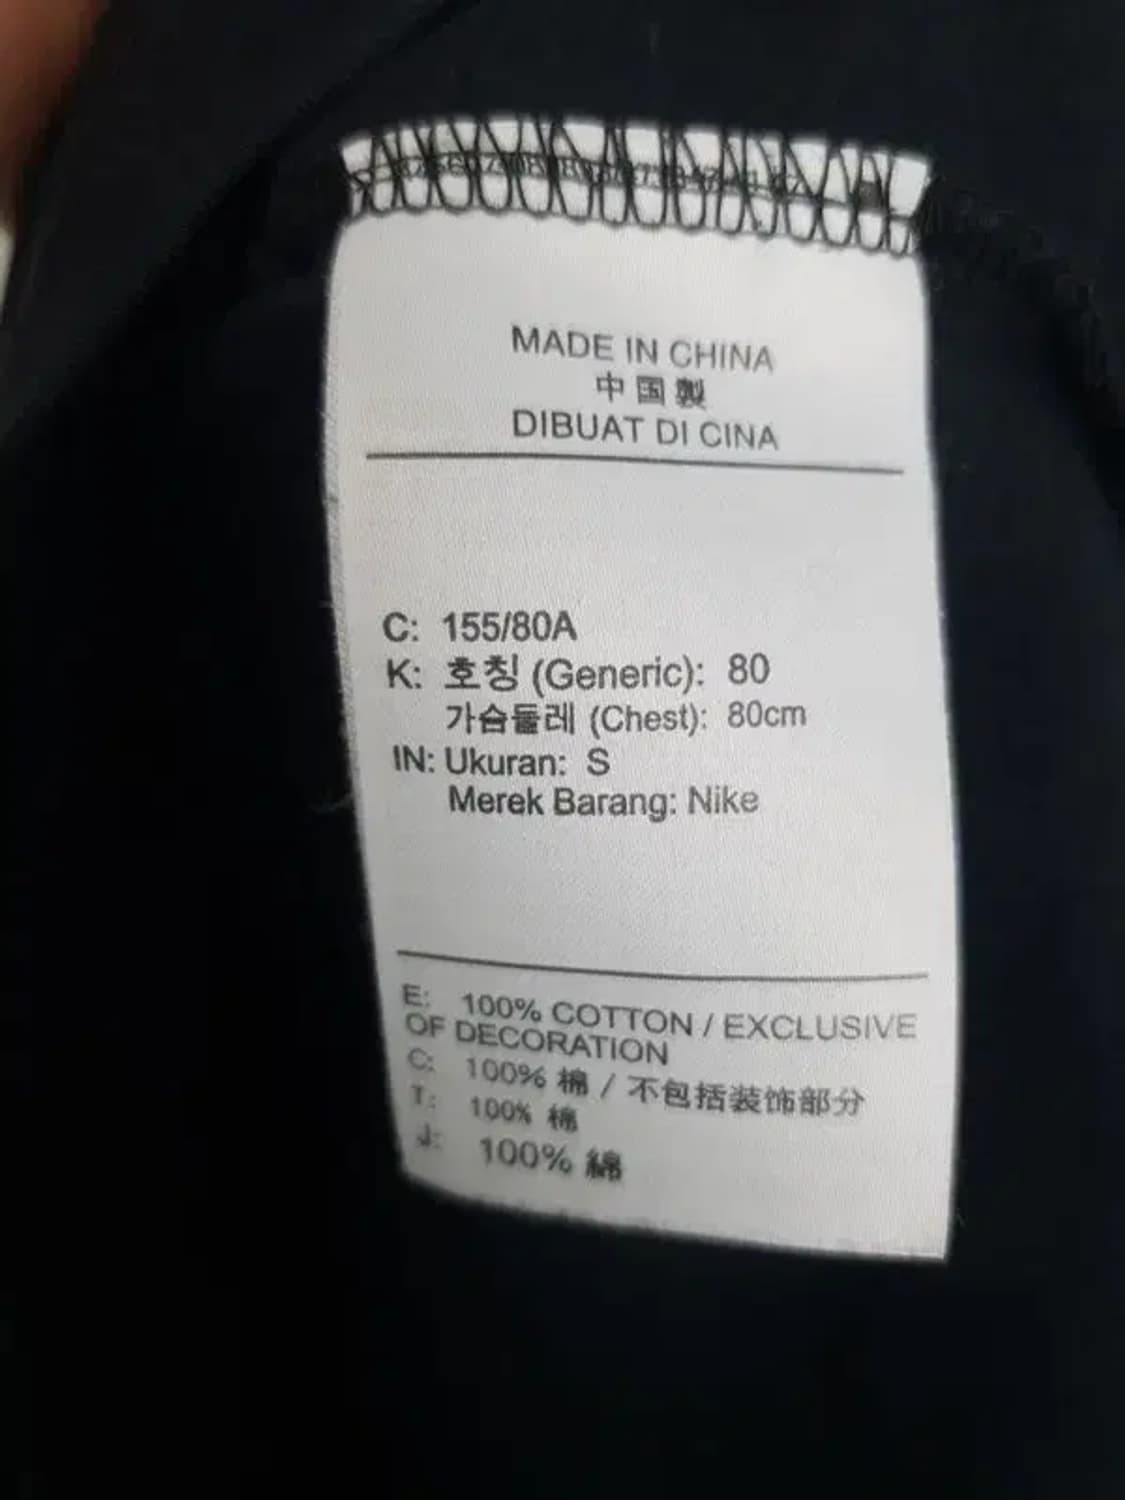 MADE IN CHINA
中国製
DIBUAT DI CINA
C: 155/80A
K: 호칭 (Generic): 80
가슴둘레 (Chest): 80cm
IN: Ukuran: S
Merek Barang: Nike
E: 100% COTTON / EXCLUSIVE
OF DECORATION
C: 100% 棉 / 不包括装饰部分
T: 100% 棉
J: 100% 綿